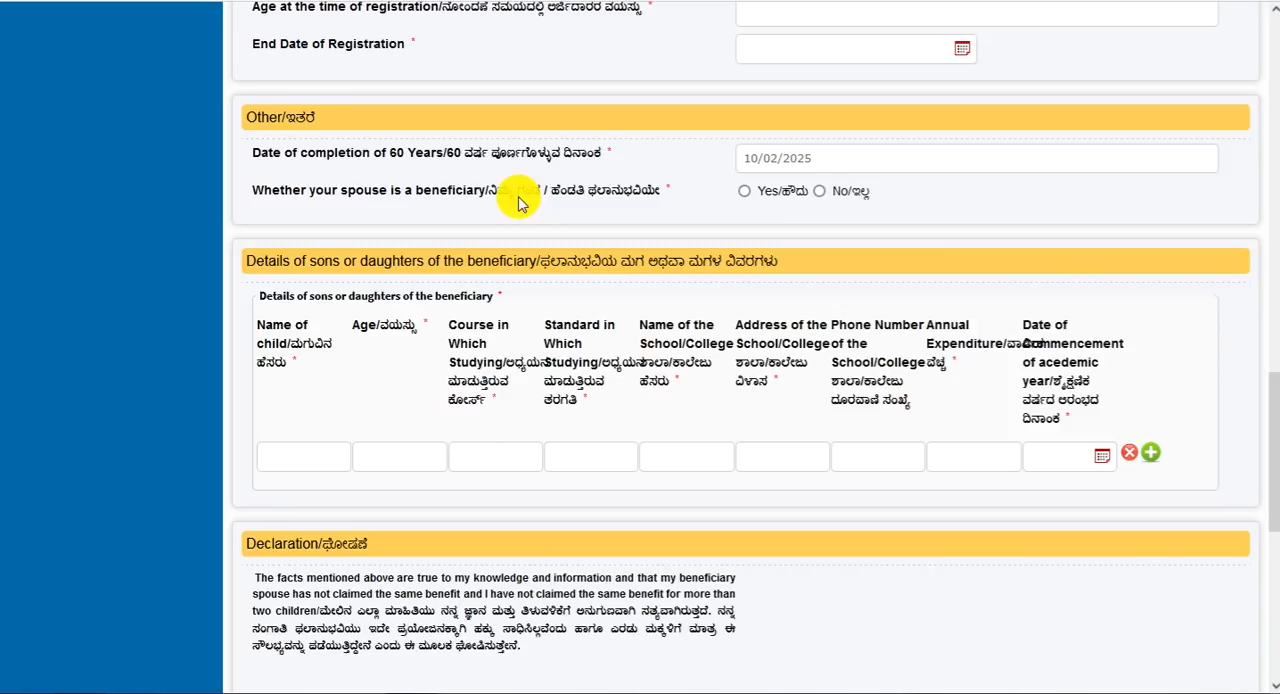 Age at the time of registration/ನೋಂದಣಿ ಸಮಯದಲ್ಲಿ ಅರ್ಜಿದಾರರ ವಯಸ್ಸು *
End Date of Registration *
Other/ಇತರೆ
Date of completion of 60 Years/60 ವರ್ಷ ಪೂರ್ಣಗೊಳ್ಳುವ ದಿನಾಂಕ *
10/02/2025
Whether your spouse is a beneficiary/ನಿಮ್ಮ ಗಂಡ / ಹೆಂಡತಿ ಫಲಾನುಭವಿಯೇ *
Yes/ಹೌದು No/ಇಲ್ಲ
Details of sons or daughters of the beneficiary/ಫಲಾನುಭವಿಯ ಮಗ ಅಥವಾ ಮಗಳ ವಿವರಗಳು
Details of sons or daughters of the beneficiary *
Name of
child/ಮಗುವಿನ
ಹೆಸರು *
Age/ವಯಸ್ಸು *
Course in
Which
Studying/ಅಧ್ಯಯನ
ಮಾಡುತ್ತಿರುವ
ಕೋರ್ಸ್ *
Standard in
Which
Studying/ಅಧ್ಯಯನ
ಮಾಡುತ್ತಿರುವ
ತರಗತಿ *
Name of the
School/College
ಶಾಲಾ/ಕಾಲೇಜು
ಹೆಸರು *
Address of the
School/College
ಶಾಲಾ/ಕಾಲೇಜು
ವಿಳಾಸ *
Phone Number
of the
School/College
ಶಾಲಾ/ಕಾಲೇಜು
ದೂರವಾಣಿ ಸಂಖ್ಯೆ
Annual
Expenditure/ವಾರ್ಷಿಕ
ವೆಚ್ಚ *
Date of
Commencement
of acedemic
year/ಶೈಕ್ಷಣಿಕ
ವರ್ಷದ ಆರಂಭದ
ದಿನಾಂಕ *
Declaration/ಘೋಷಣೆ
The facts mentioned above are true to my knowledge and information and that my beneficiary
spouse has not claimed the same benefit and I have not claimed the same benefit for more than
two children/ಮೇಲಿನ ಎಲ್ಲಾ ಮಾಹಿತಿಯು ನನ್ನ ಜ್ಞಾನ ಮತ್ತು ತಿಳುವಳಿಕೆಗೆ ಅನುಗುಣವಾಗಿ ಸತ್ಯವಾಗಿರುತ್ತದೆ. ನನ್ನ
ಸಂಗಾತಿ ಫಲಾನುಭವಿಯು ಇದೇ ಪ್ರಯೋಜನಕ್ಕಾಗಿ ಹಕ್ಕು ಸಾಧಿಸಿಲ್ಲವೆಂದು ಹಾಗೂ ಎರಡು ಮಕ್ಕಳಿಗೆ ಮಾತ್ರ ಈ
ಸೌಲಭ್ಯವನ್ನು ಪಡೆಯುತ್ತಿದ್ದೇನೆ ಎಂದು ಈ ಮೂಲಕ ಘೋಷಿಸುತ್ತೇನೆ.